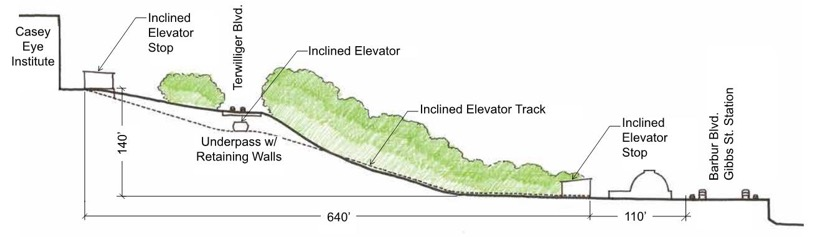 Casey
Eye
Institute
Inclined
Elevator
Stop
Terwilliger Blvd.
Inclined Elevator
Underpass w/
Retaining Walls
Inclined Elevator Track
Inclined
Elevator
Stop
Barbur Blvd.
Gibbs St. Station
140'
640'
110'